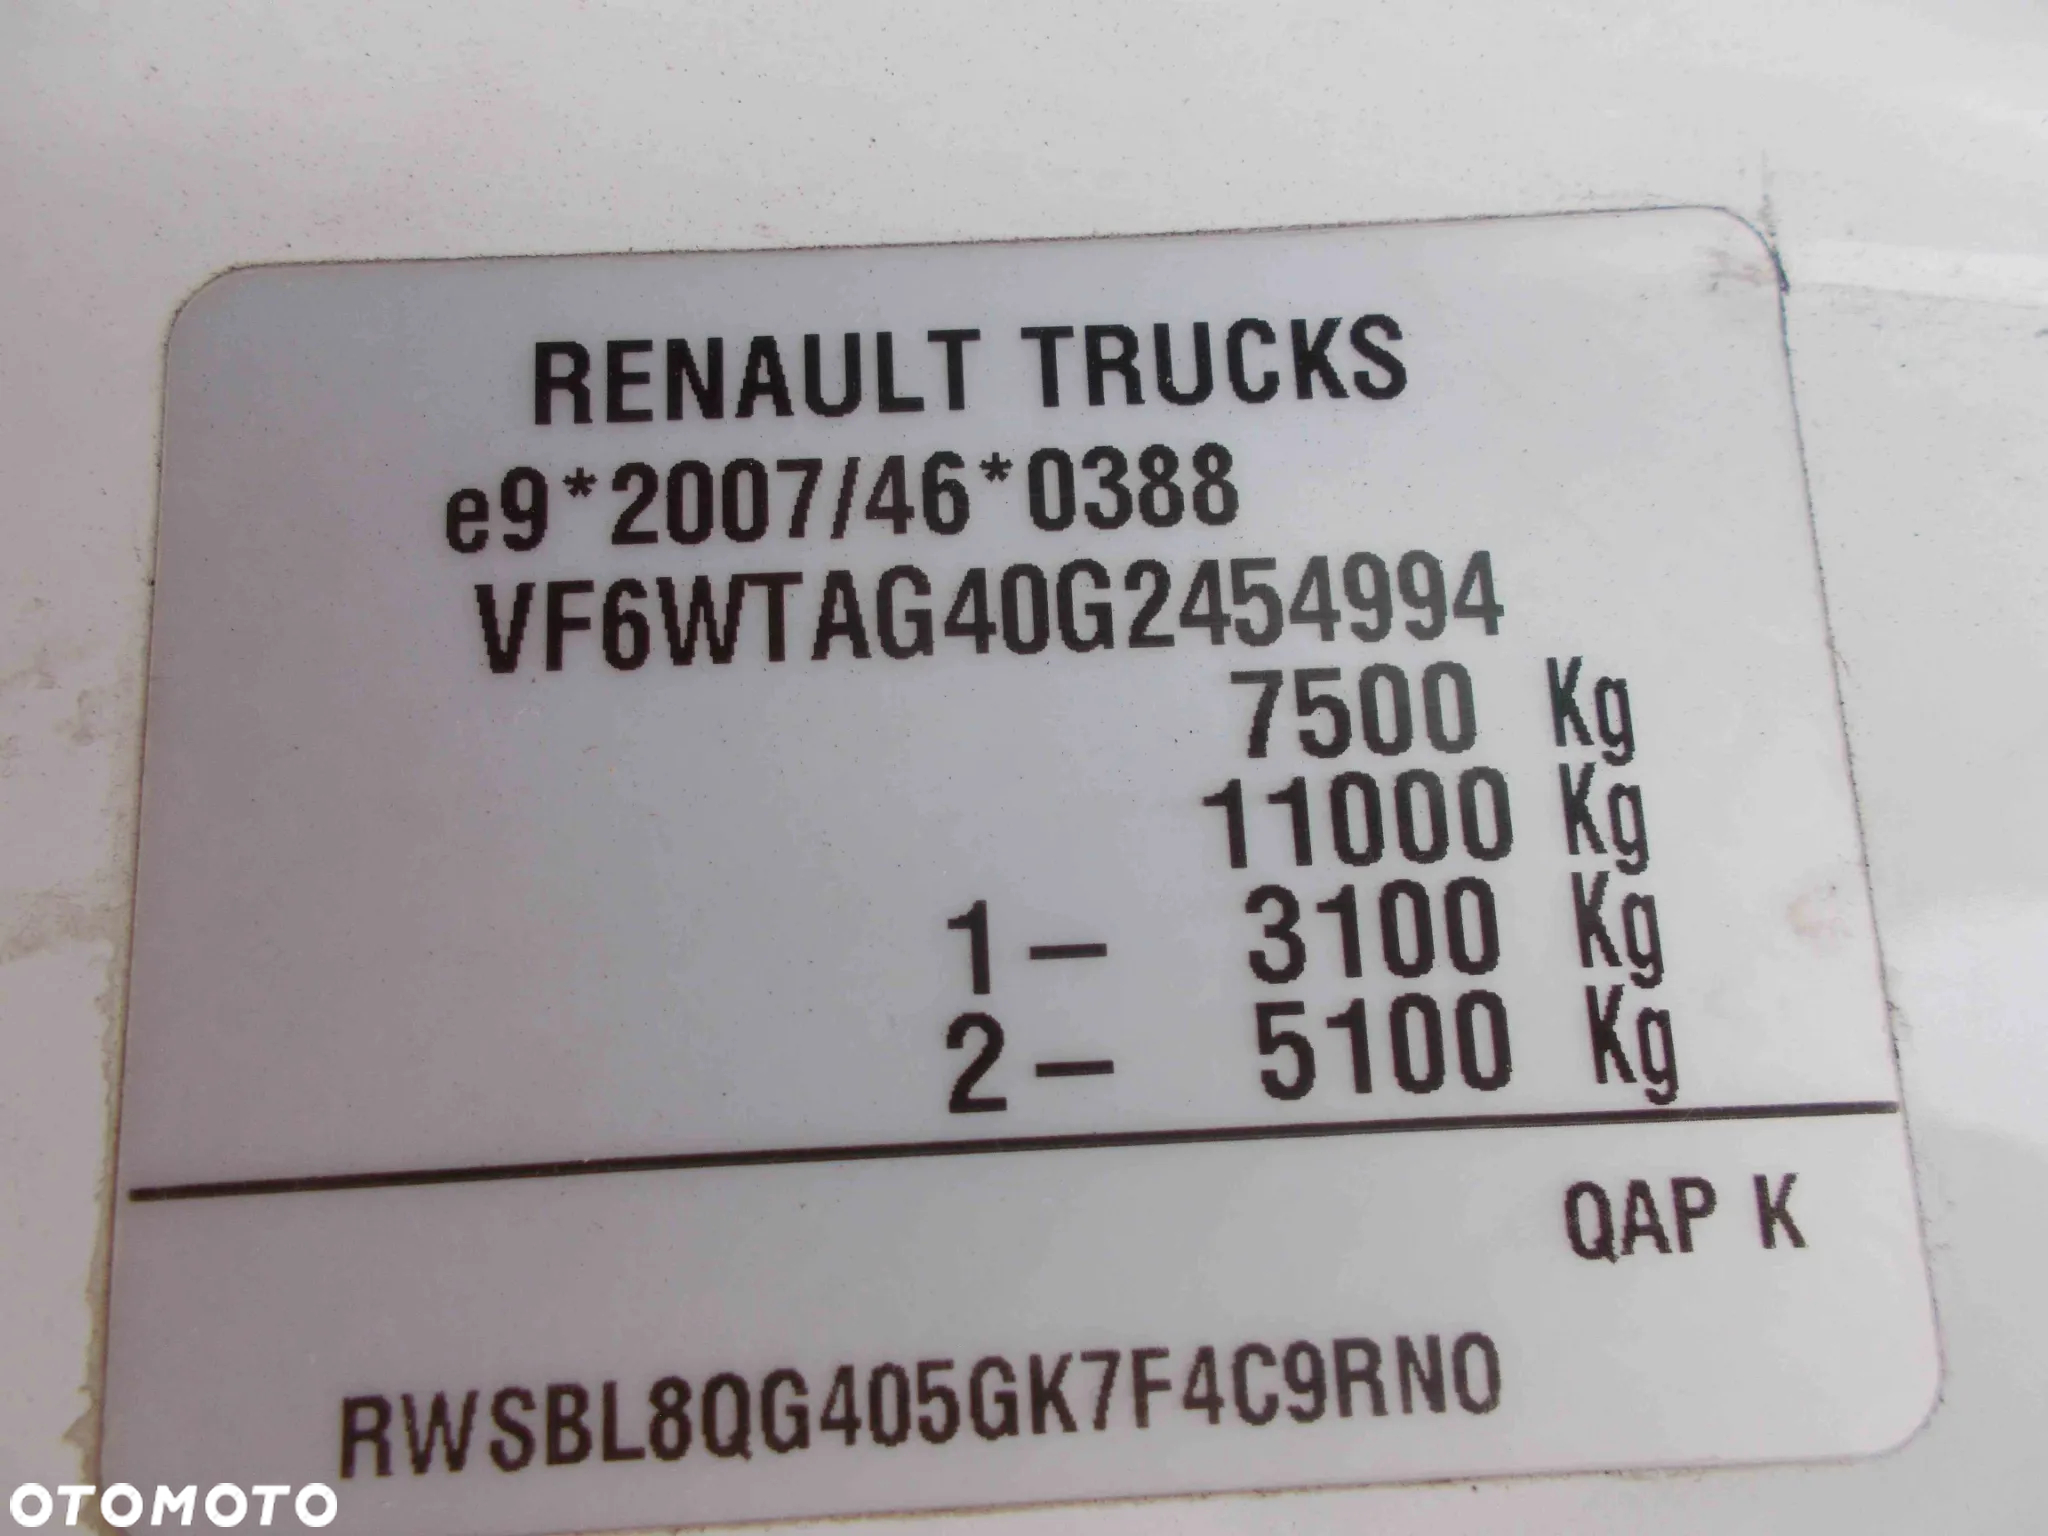 RENAULT TRUCKS
e9*2007/46*0388
VF6WTAG40G2454994
7500 Kg
11000 Kg
1- 3100 Kg
2- 5100 Kg
QAP K
RWSBL8QG405GK7F4C9RNO
OTOMOTO